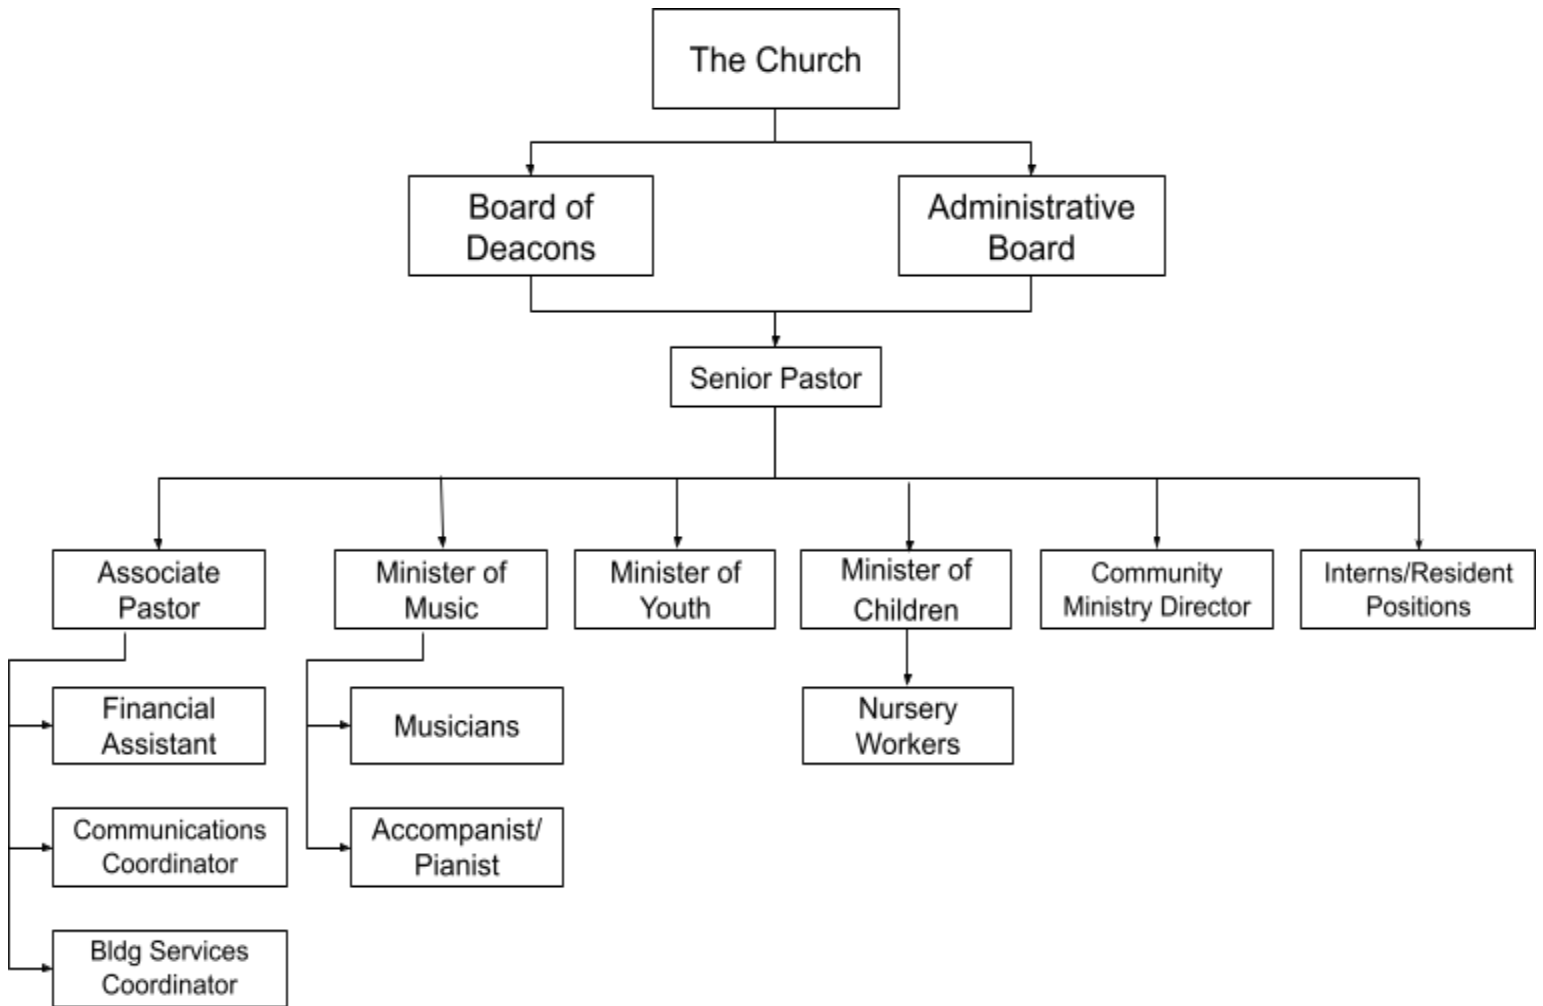 The Church
Board of
Deacons
Administrative
Board
Senior Pastor
Associate
Pastor
Minister of
Music
Minister of
Youth
Minister of
Children
Community
Ministry Director
Interns/Resident
Positions
Financial
Assistant
Musicians
Nursery
Workers
Communications
Coordinator
Accompanist/
Pianist
Bldg Services
Coordinator